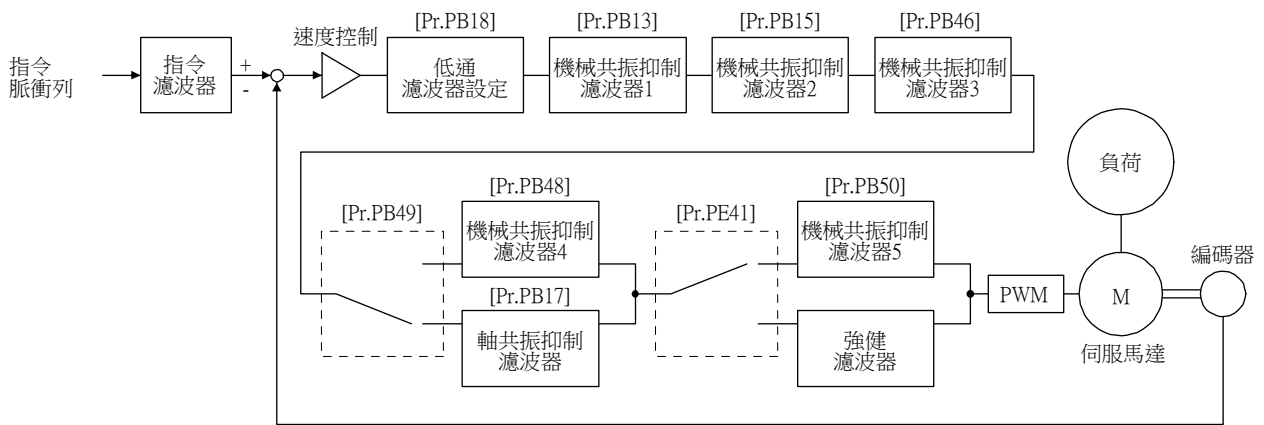 指令
脈衝列
指令
濾波器
+
-
速度控制
[Pr.PB18]
低通
濾波器設定
[Pr.PB13]
機械共振抑制
濾波器1
[Pr.PB15]
機械共振抑制
濾波器2
[Pr.PB46]
機械共振抑制
濾波器3
[Pr.PB49]
[Pr.PB48]
機械共振抑制
濾波器4
[Pr.PB17]
軸共振抑制
濾波器
[Pr.PE41]
[Pr.PB50]
機械共振抑制
濾波器5
強健
濾波器
PWM
負荷
M
伺服馬達
編碼器